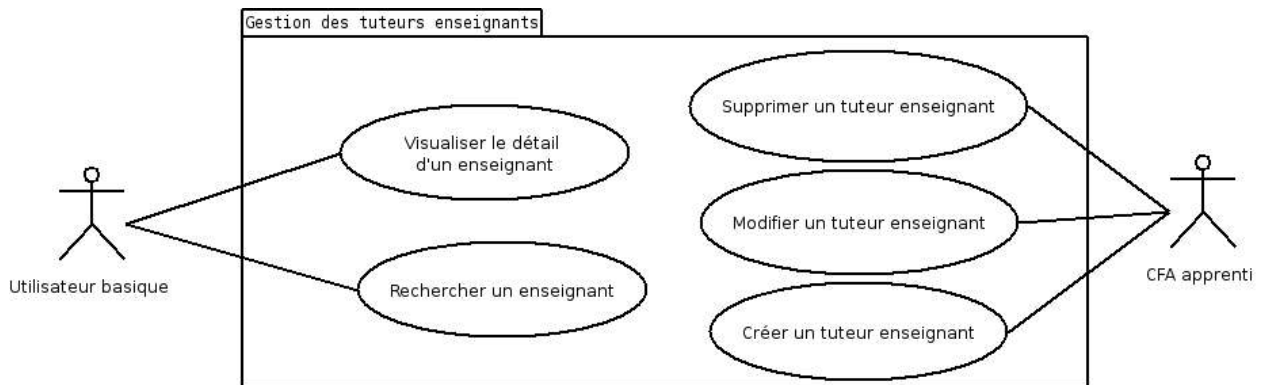 Gestion des tuteurs enseignants
Supprimer un tuteur enseignant
Visualiser le détail
d'un enseignant
Modifier un tuteur enseignant
Utilisateur basique
CFA apprenti
Rechercher un enseignant
Créer un tuteur enseignant